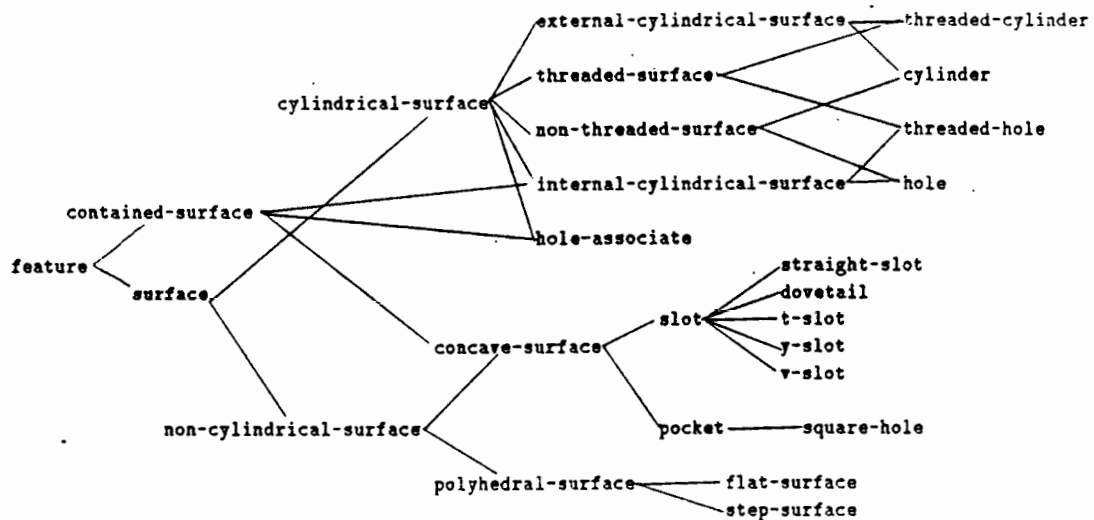 external-cylindrical-surface
threaded-cylinder
threaded-surface
cylinder
cylindrical-surface
non-threaded-surface
threaded-hole
internal-cylindrical-surface
hole
contained-surface
hole-associate
feature
straight-slot
surface
dovetail
slot
t-slot
concave-surface
y-slot
v-slot
non-cylindrical-surface
pocket
square-hole
polyhedral-surface
flat-surface
step-surface